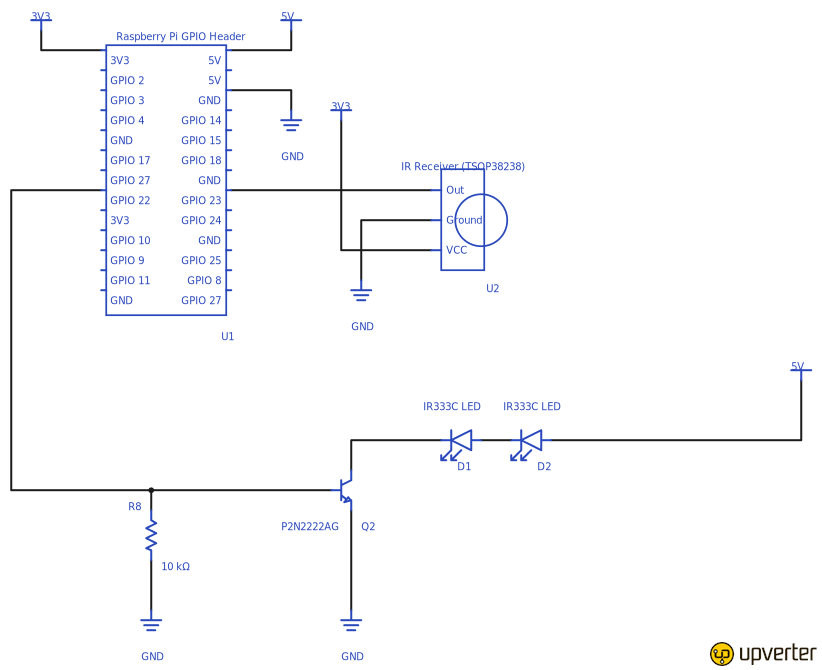 3V3
5V
Raspberry Pi GPIO Header
3V3 5V
GPIO 2 5V
GPIO 3 GND
GPIO 4 GPIO 14
GND GPIO 15
GPIO 17 GPIO 18
GPIO 27 GND
GPIO 22 GPIO 23
3V3 GPIO 24
GPIO 10 GND
GPIO 9 GPIO 25
GPIO 11 GPIO 8
GND GPIO 27
U1
GND
3V3
IR Receiver (TSOP38238)
Out
Ground
VCC
U2
GND
5V
IR333C LED IR333C LED
D1 D2
R8
10 kΩ
P2N2222AG Q2
GND GND
upverter